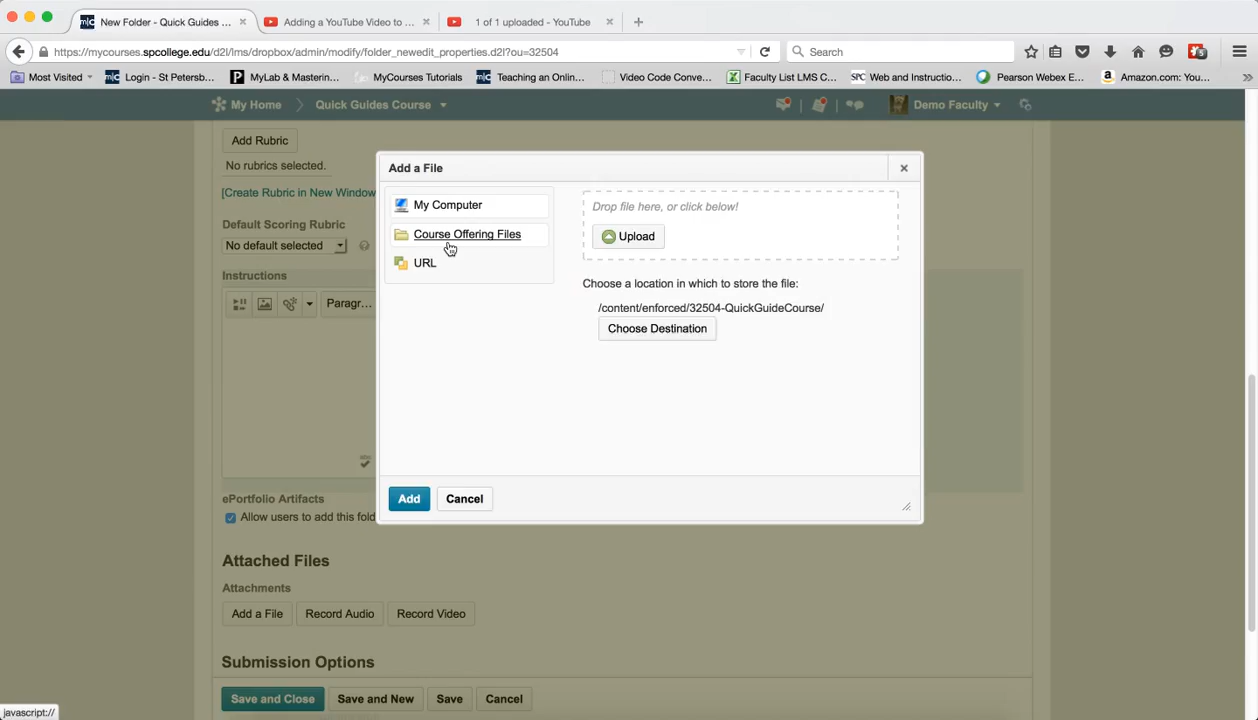 New Folder - Quick Guides ...
Adding a YouTube Video to ...
1 of 1 uploaded - YouTube
https://mycourses.spcollege.edu/d2l/lms/dropbox/admin/modify/folder_newedit_properties.d2l?ou=32504
Search
5
Most Visited
Login - St Petersb...
MyLab & Mastering...
MyCourses Tutorials
Teaching an Onlin...
Video Code Conve...
Faculty List LMS C...
SPC
Web and Instructio...
Pearson Webex E...
Amazon.com: You...
My Home
Quick Guides Course
Demo Faculty
Add Rubric
No rubrics selected.
[Create Rubric in New Window
Default Scoring Rubric
No default selected
Instructions
Paragr...
ePortfolio Artifacts
Allow users to add this fold
Attached Files
Attachments
Add a File
Record Audio
Record Video
Submission Options
Save and Close
Save and New
Save
Cancel
Add a File
My Computer
Course Offering Files
URL
Drop file here, or click below!
Upload
Choose a location in which to store the file:
/content/enforced/32504-QuickGuideCourse/
Choose Destination
Add
Cancel
javascript://